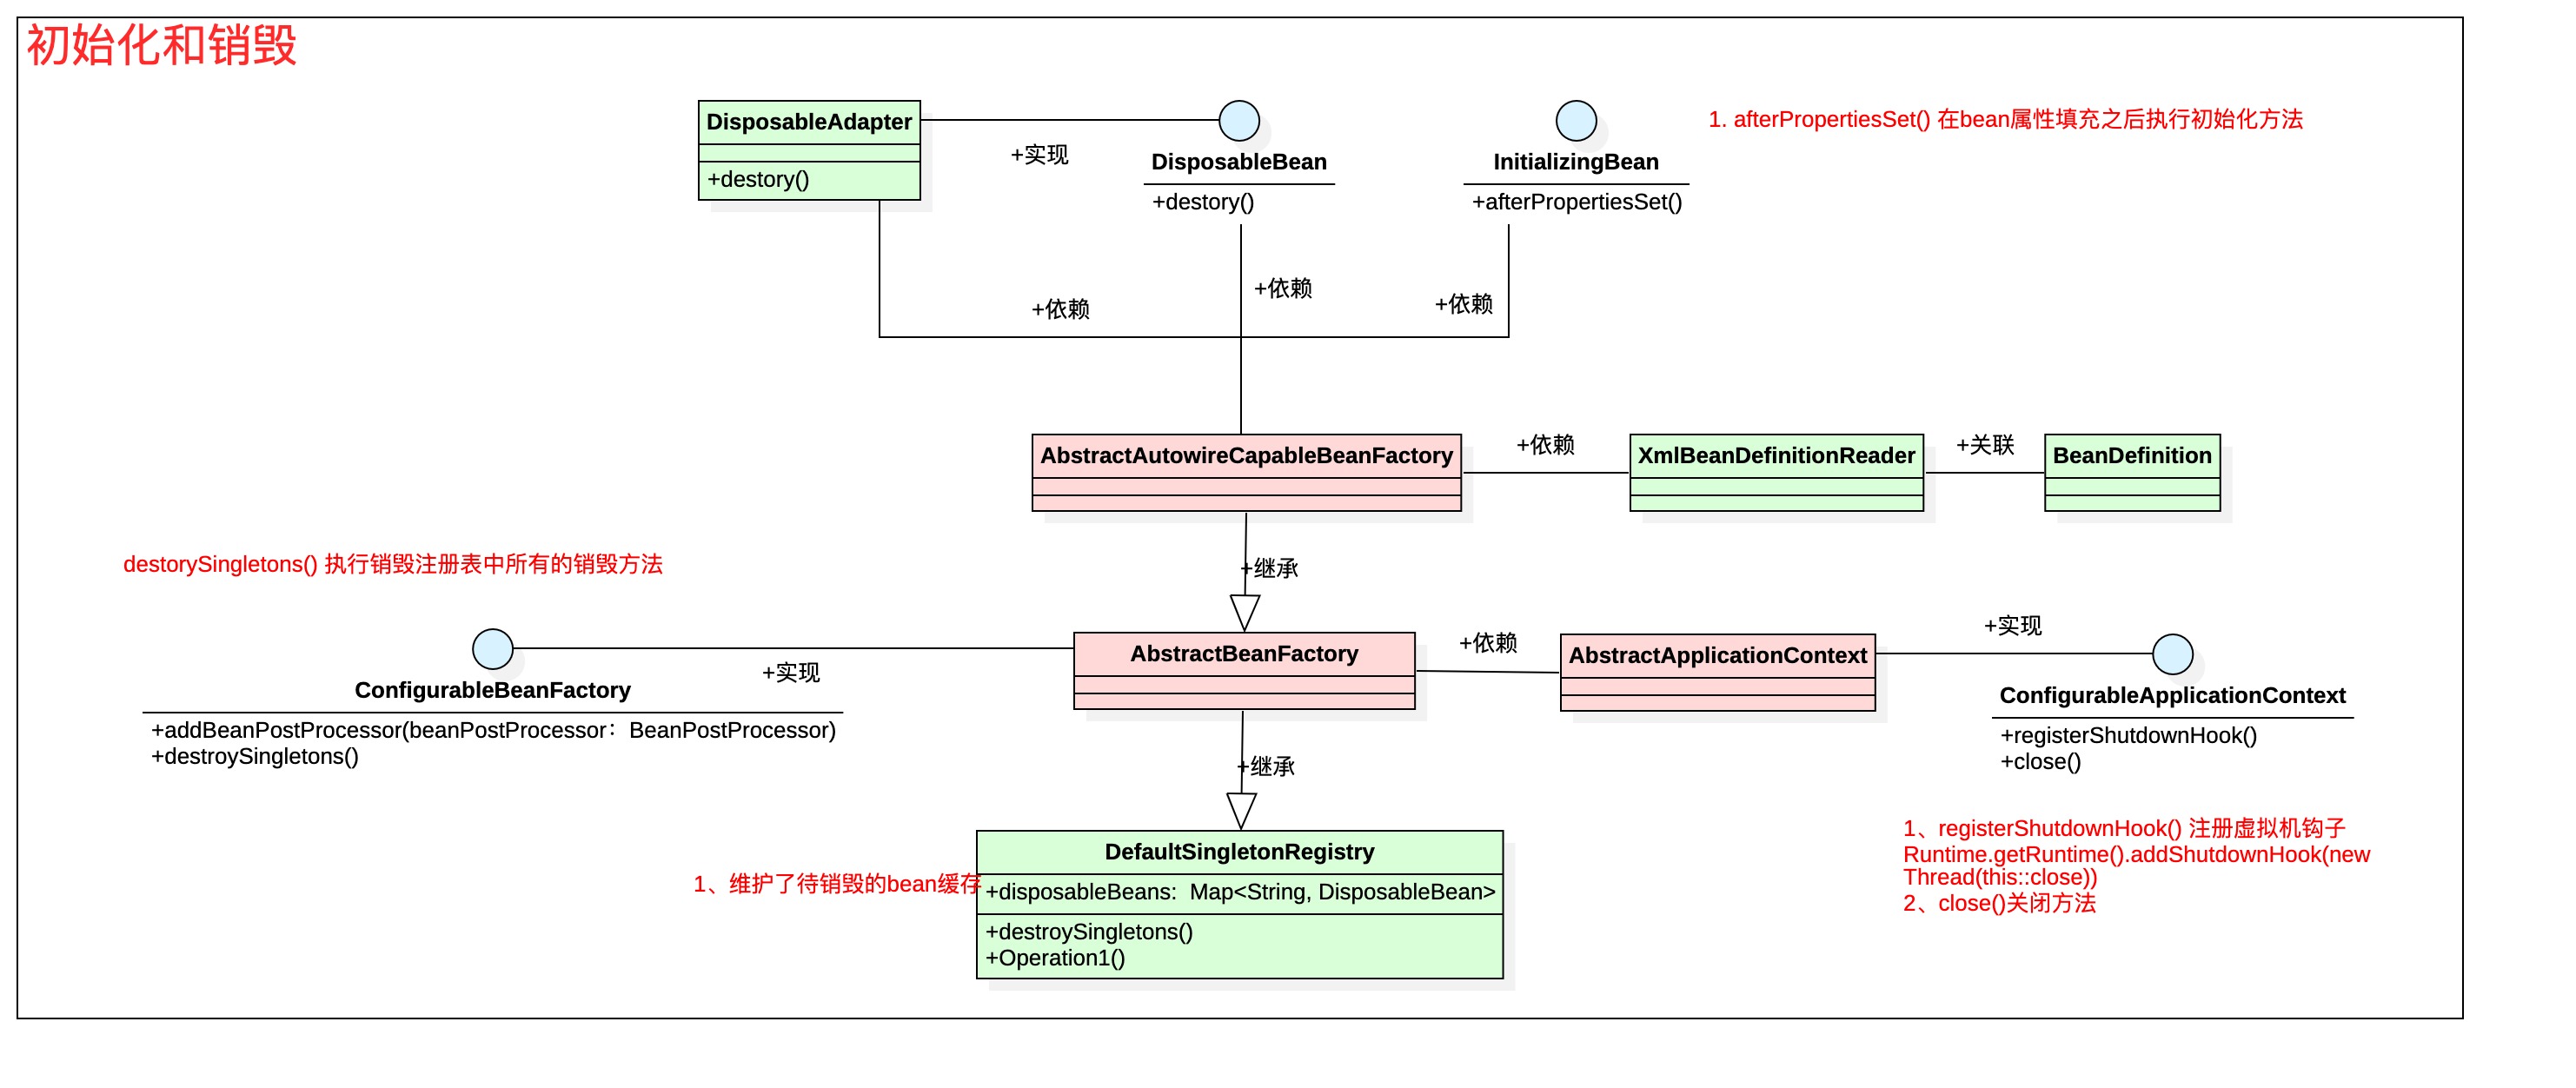 初始化和销毁
DisposableAdapter
+destory()
+实现
DisposableBean
+destory()
InitializingBean
+afterPropertiesSet()
1. afterPropertiesSet() 在bean属性填充之后执行初始化方法
+依赖
+依赖
+依赖
AbstractAutowireCapableBeanFactory
+依赖
XmlBeanDefinitionReader
+关联
BeanDefinition
+继承
destorySingletons() 执行销毁注册表中所有的销毁方法
ConfigurableBeanFactory
+addBeanPostProcessor(beanPostProcessor：BeanPostProcessor)
+destroySingletons()
+实现
AbstractBeanFactory
+依赖
AbstractApplicationContext
+实现
ConfigurableApplicationContext
+registerShutdownHook()
+close()
+继承
1、registerShutdownHook() 注册虚拟机钩子
Runtime.getRuntime().addShutdownHook(new
Thread(this::close))
2、close()关闭方法
1、维护了待销毁的bean缓存
DefaultSingletonRegistry
+disposableBeans: Map<String, DisposableBean>
+destroySingletons()
+Operation1()